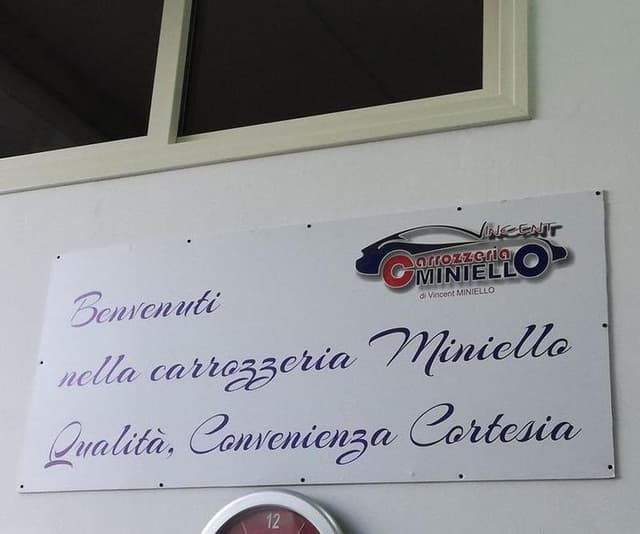 VINCENT
Carrozzeria
MINIELLO
di Vincent MINIELLO
Benvenuti
nella carrozzeria Miniello
Qualità, Convenienza Cortesia
12